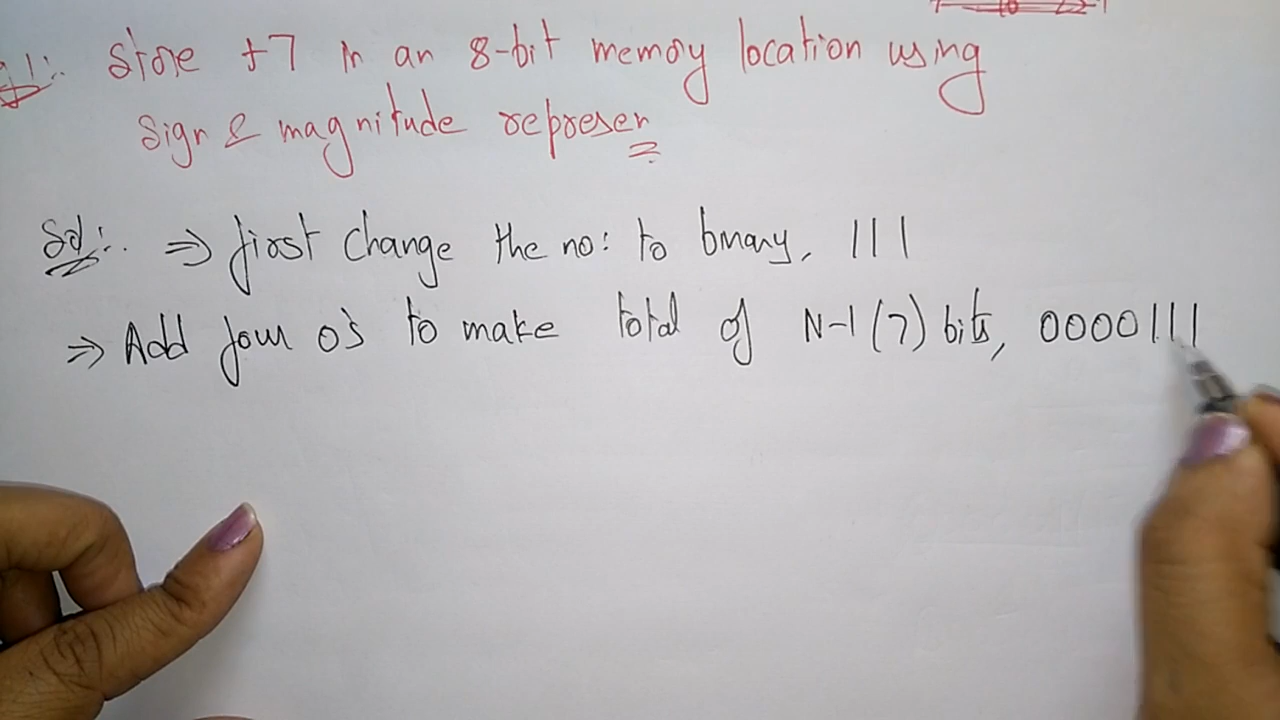 store +7 in an 8-bit memory location using
sign & magnitude represen
Sol:. ⇒ first change the no: to binary, 111
⇒ Add four 0's to make total of N-1 (7) bits, 0000111